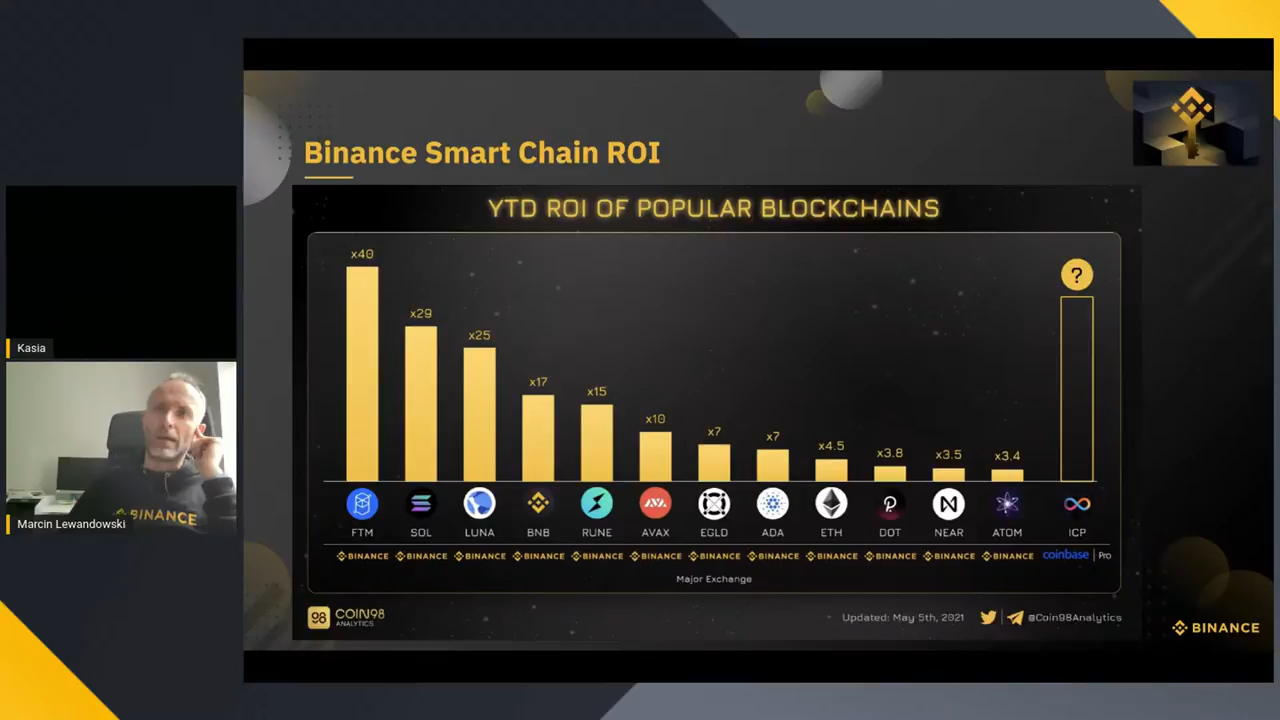 Binance Smart Chain ROI
YTD ROI OF POPULAR BLOCKCHAINS
x40
x29
x25
x17
x15
x10
x7
x7
x4.5
x3.8
x3.5
x3.4
?
FTM SOL LUNA BNB RUNE AVAX EGLD ADA ETH DOT NEAR ATOM ICP
BINANCE BINANCE BINANCE BINANCE BINANCE BINANCE BINANCE BINANCE BINANCE BINANCE BINANCE BINANCE coinbase | Pro
Major Exchange
98 COIN98
ANALYTICS
Updated: May 5th, 2021 @Coin98Analytics
BINANCE
Kasia
BINANCE
Marcin Lewandowski